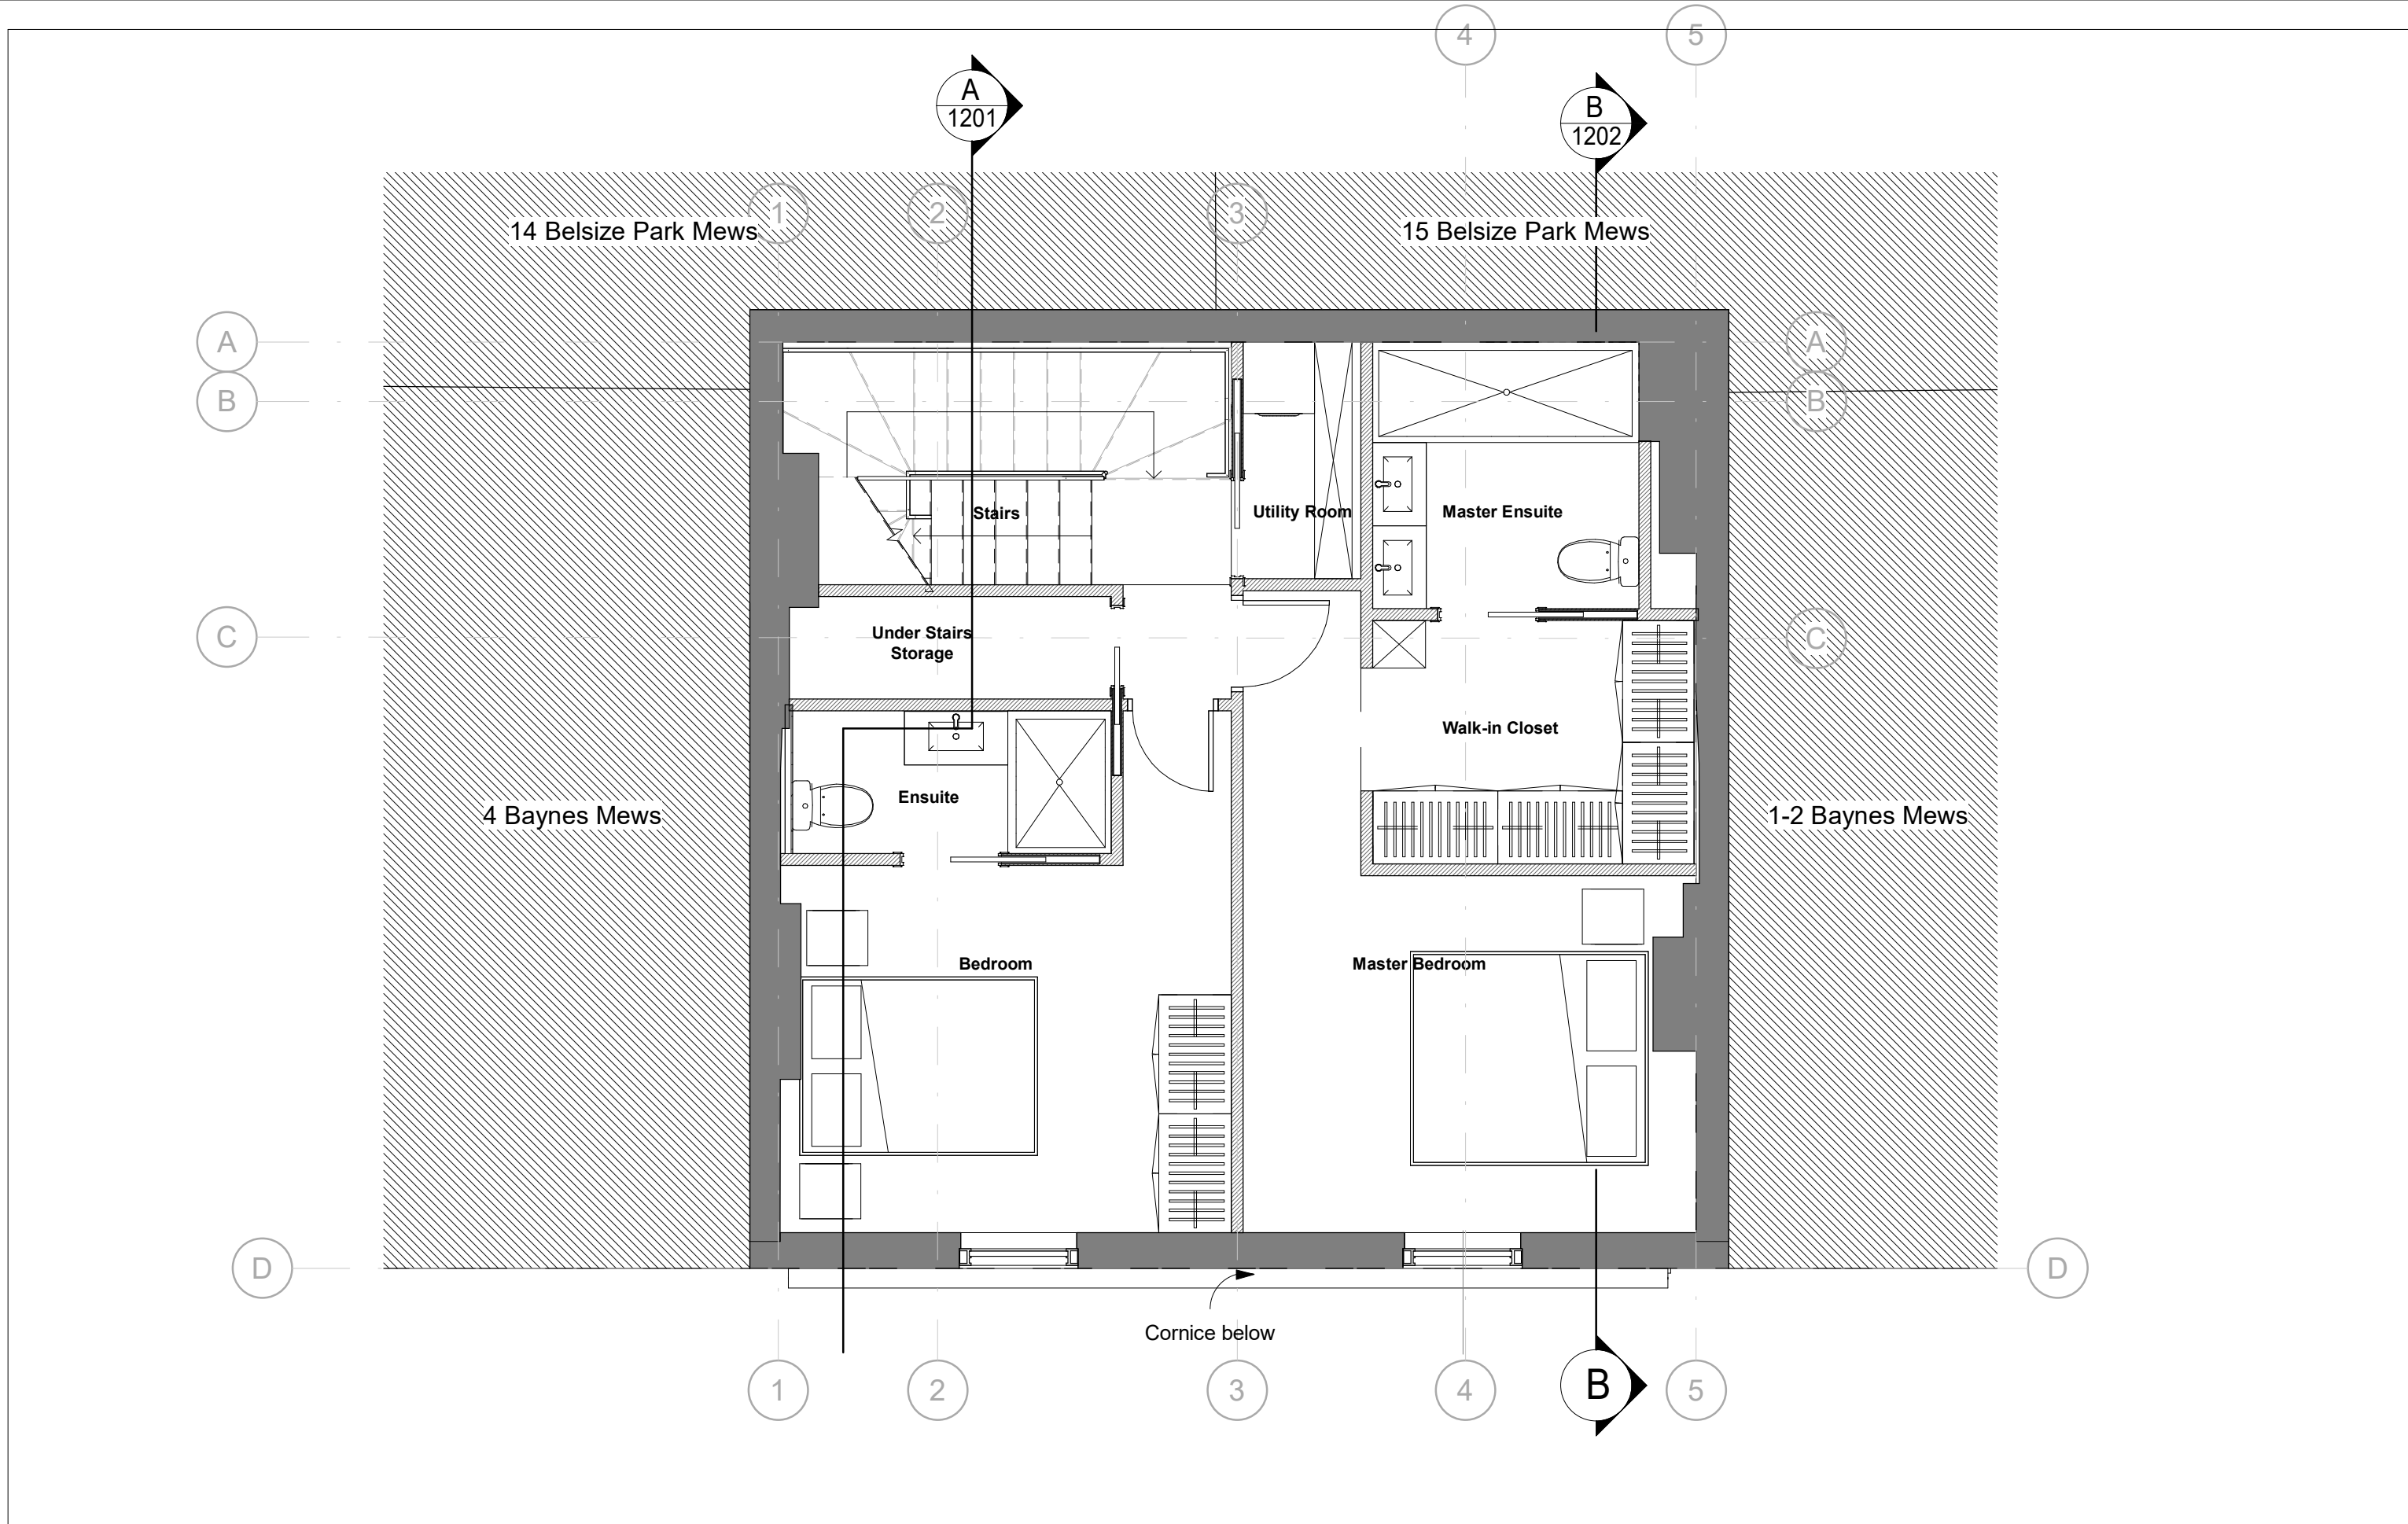 4
5
A
1201
B
1202
1
2
3
14 Belsize Park Mews
15 Belsize Park Mews
A
A
B
B
Stairs
Utility Room
Master Ensuite
C
C
Under Stairs
Storage
Walk-in Closet
Ensuite
4 Baynes Mews
1-2 Baynes Mews
Bedroom
Master Bedroom
D
D
Cornice below
1
2
3
4
B
5